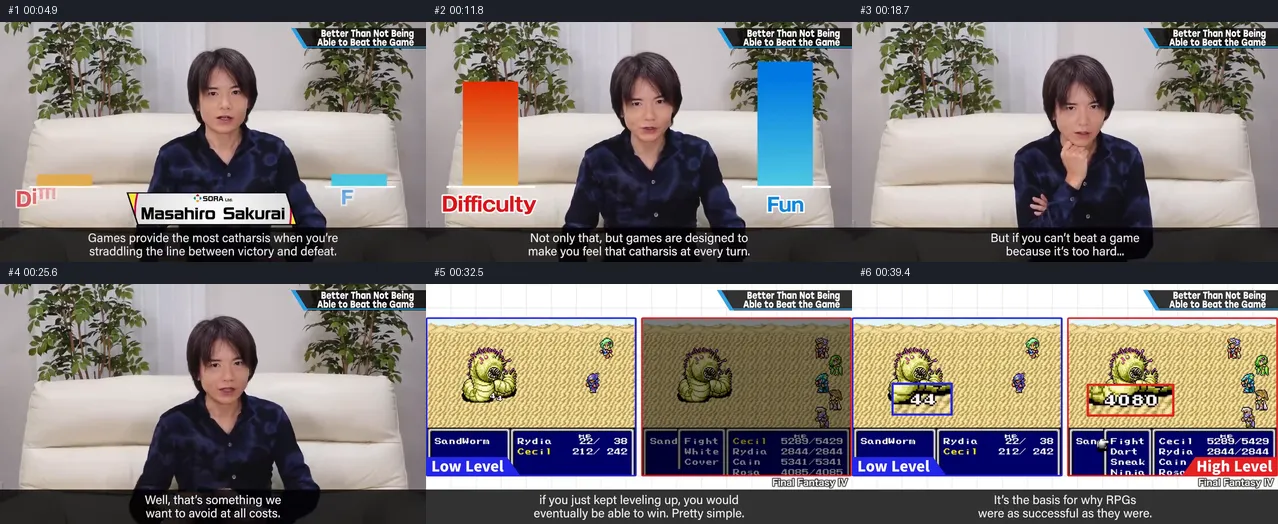 #1 00:04.9
Better Than Not Being
Able to Beat the Game
Dim
F
SORA Ltd.
Masahiro Sakurai
Games provide the most catharsis when you're
straddling the line between victory and defeat.
#2 00:11.8
Better Than Not Being
Able to Beat the Game
Difficulty
Fun
Not only that, but games are designed to
make you feel that catharsis at every turn.
#3 00:18.7
Better Than Not Being
Able to Beat the Game
But if you can't beat a game
because it's too hard...
#4 00:25.6
Better Than Not Being
Able to Beat the Game
Well, that's something we
want to avoid at all costs.
#5 00:32.5
Better Than Not Being
Able to Beat the Game
SandWorm
Rydia 22/ 38
Cecil 212/ 242
Low Level
Sand
Fight
White
Cover
Cecil 5289/5429
Rydia 2844/2844
Cain 5341/5341
Rosa 4085/4085
Final Fantasy IV
if you just kept leveling up, you would
eventually be able to win. Pretty simple.
#6 00:39.4
Better Than Not Being
Able to Beat the Game
44
SandWorm
Rydia 22/ 38
Cecil 212/ 242
Low Level
4080
San
Fight
Dart
Sneak
Ninja
Cecil 5289/5429
Rydia 2844/2844
Cain
Rosa
High Level
Final Fantasy IV
It's the basis for why RPGs
were as successful as they were.